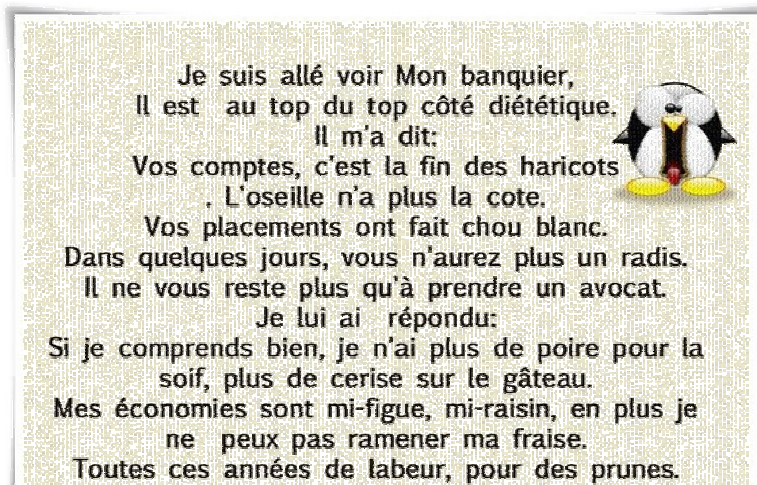 Je suis allé voir Mon banquier,
Il est au top du top côté diététique.
Il m'a dit:
Vos comptes, c'est la fin des haricots
. L'oseille n'a plus la cote.
Vos placements ont fait chou blanc.
Dans quelques jours, vous n'aurez plus un radis.
Il ne vous reste plus qu'à prendre un avocat.
Je lui ai répondu:
Si je comprends bien, je n'ai plus de poire pour la
soif, plus de cerise sur le gâteau.
Mes économies sont mi-figue, mi-raisin, en plus je
ne peux pas ramener ma fraise.
Toutes ces années de labeur, pour des prunes.